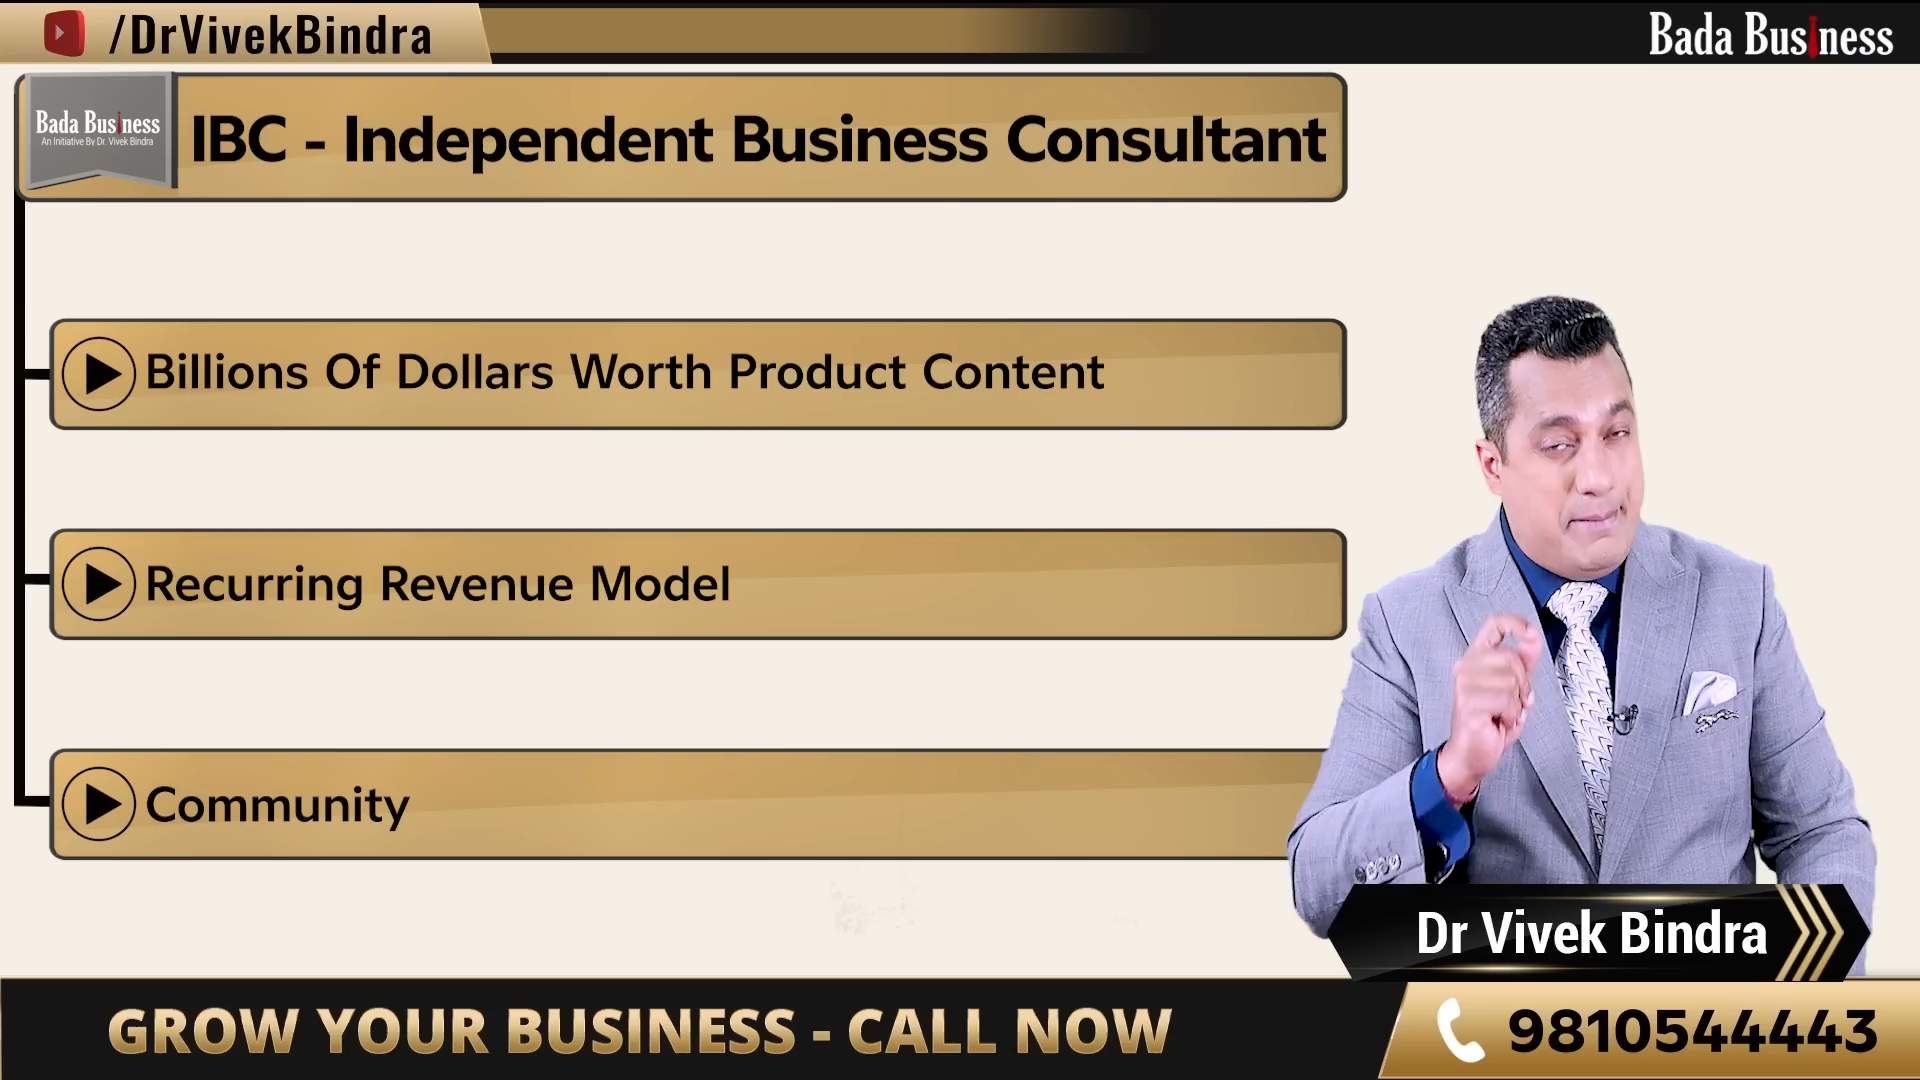 /DrVivekBindra
Bada Business
Bada Business
An Initiative By Dr. Vivek Bindra
IBC - Independent Business Consultant
Billions Of Dollars Worth Product Content
Recurring Revenue Model
Community
Dr Vivek Bindra
GROW YOUR BUSINESS - CALL NOW
9810544443